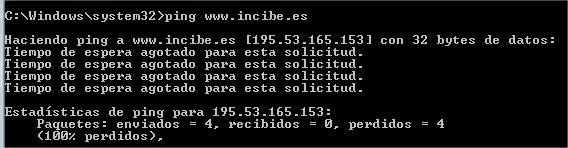 C:\Windows\system32>ping www.incibe.es
Haciendo ping a www.incibe.es [195.53.165.153] con 32 bytes de datos:
Tiempo de espera agotado para esta solicitud.
Tiempo de espera agotado para esta solicitud.
Tiempo de espera agotado para esta solicitud.
Tiempo de espera agotado para esta solicitud.
Estadísticas de ping para 195.53.165.153:
Paquetes: enviados = 4, recibidos = 0, perdidos = 4
(100% perdidos),